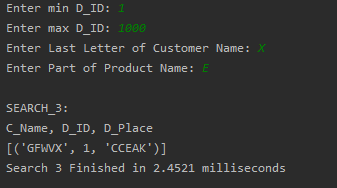 Enter min D_ID: 1
Enter max D_ID: 1000
Enter Last Letter of Customer Name: X
Enter Part of Product Name: E
SEARCH_3:
C_Name, D_ID, D_Place
[('GFWVX', 1, 'CCEAK')]
Search 3 Finished in 2.4521 milliseconds